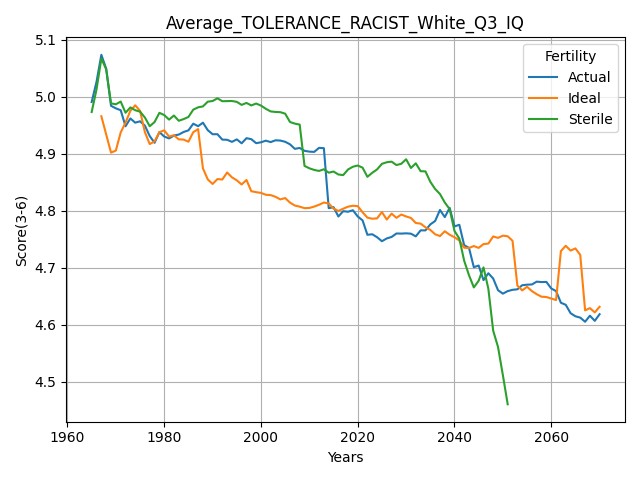 Average_TOLERANCE_RACIST_White_Q3_IQ
Fertility
Actual
Ideal
Sterile
Score(3-6)
5.1
5.0
4.9
4.8
4.7
4.6
4.5
1960 1980 2000 2020 2040 2060
Years